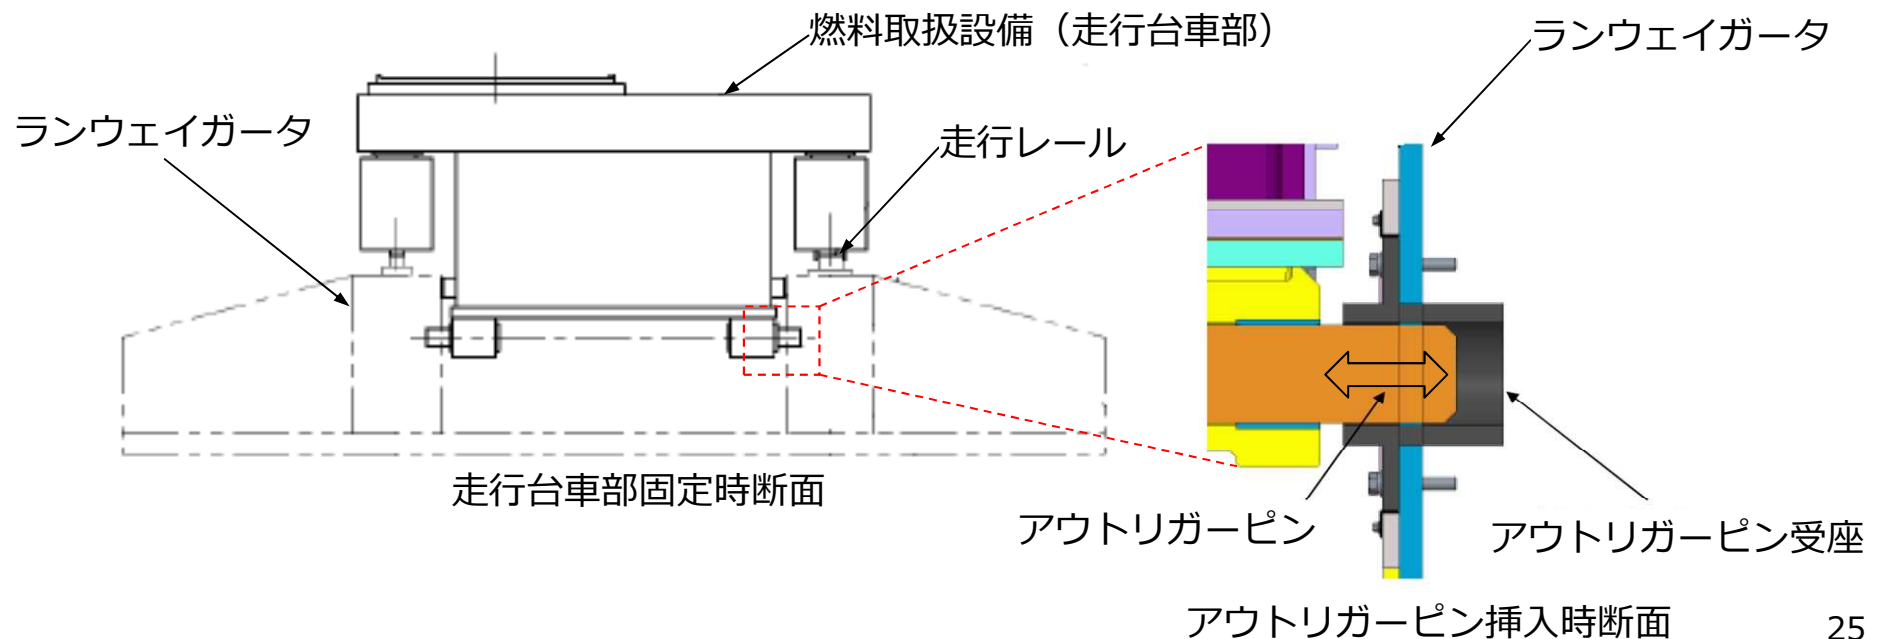 燃料取扱設備（走行台車部）
ランウェイガータ
ランウェイガータ
走行レール
走行台車部固定時断面
アウトリガーピン
アウトリガーピン受座
アウトリガーピン挿入時断面
25